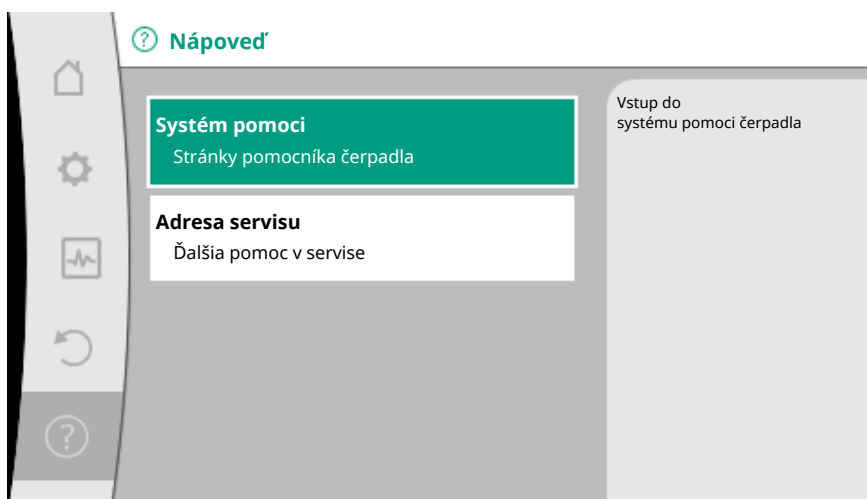 Nápoveď
Systém pomoci
Stránky pomocníka čerpadla
Adresa servisu
Ďalšia pomoc v servise
Vstup do
systému pomoci čerpadla